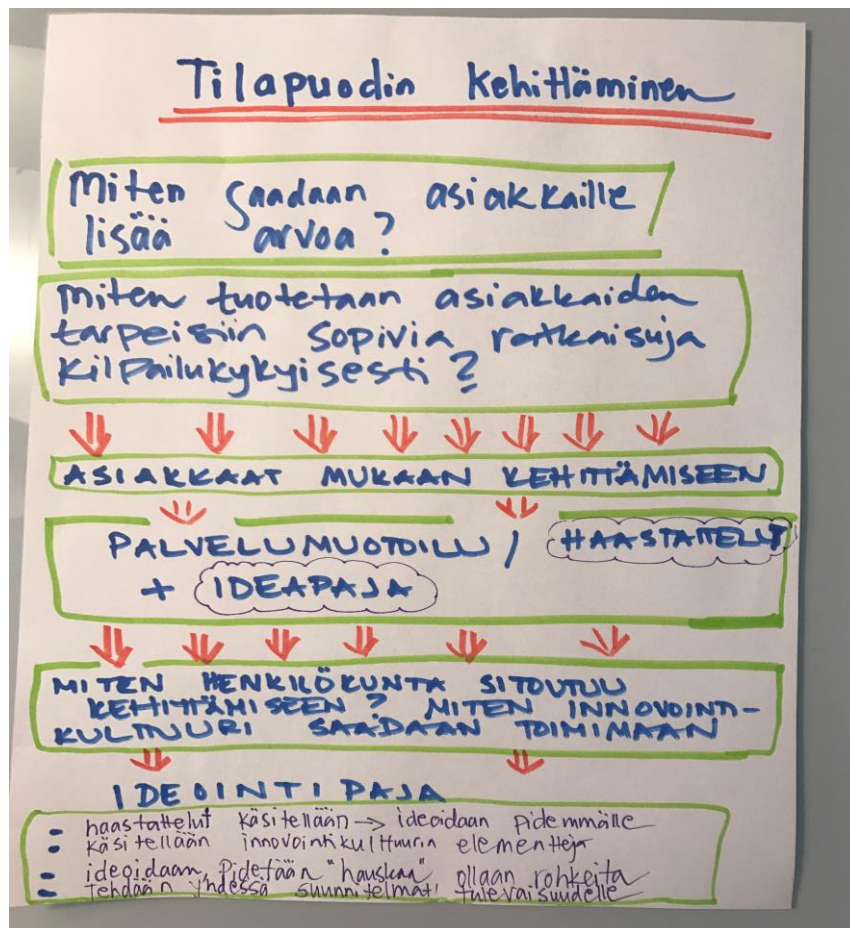 Tilapuodin Kehittäminen
Miten saadaan asiakkaille
lisää arvoa?
Miten tuotetaan asiakkaiden
tarpeisiin sopivia ratkaisuja
kilpailukykyisesti?
ASIAKKAAT MUKAAN KEHITTÄMISEEN
PALVELUMUOTOILU / HAASTATTELUT
+ IDEAPAJA
MITEN HENKILÖKUNTA SITOUTUU
KEHITTÄMISEEN? MITEN INNOVOINTI-
KULTTUURI SAADAAN TOIMIMAAN
IDEOINTIPAJA
- haastattelut käsitellään → ideoidaan pidemmälle
- käsitellään innovointikulttuurin elementtejä
- ideoidaan, Pidetään "hauskaa" ollaan rohkeita
- tehdään yhdessä suunnitelmat tulevaisuudelle